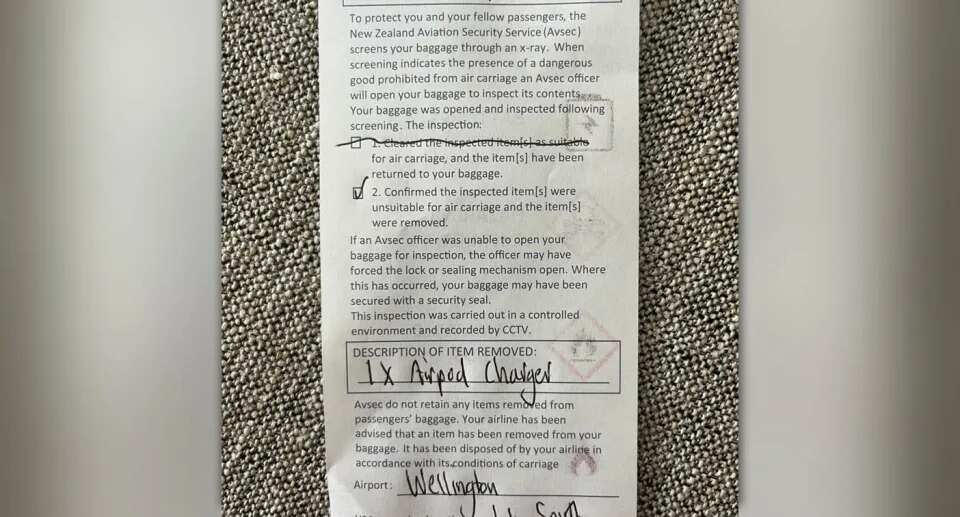 To protect you and your fellow passengers, the
New Zealand Aviation Security Service (Avsec)
screens your baggage through an x-ray. When
screening indicates the presence of a dangerous
good prohibited from air carriage an Avsec officer
will open your baggage to inspect its contents.
Your baggage was opened and inspected following
screening. The inspection:
1. Cleared the inspected item[s] as suitable
for air carriage, and the item[s] have been
returned to your baggage.
2. Confirmed the inspected item[s] were
unsuitable for air carriage and the item[s]
were removed.
If an Avsec officer was unable to open your
baggage for inspection, the officer may have
forced the lock or sealing mechanism open. Where
this has occurred, your baggage may have been
secured with a security seal.
This inspection was carried out in a controlled
environment and recorded by CCTV.
DESCRIPTION OF ITEM REMOVED:
1X Airpod Charger
Avsec do not retain any items removed from
passengers' baggage. Your airline has been
advised that an item has been removed from your
baggage. It has been disposed of by your airline in
accordance with its conditions of carriage
Airport: Wellington